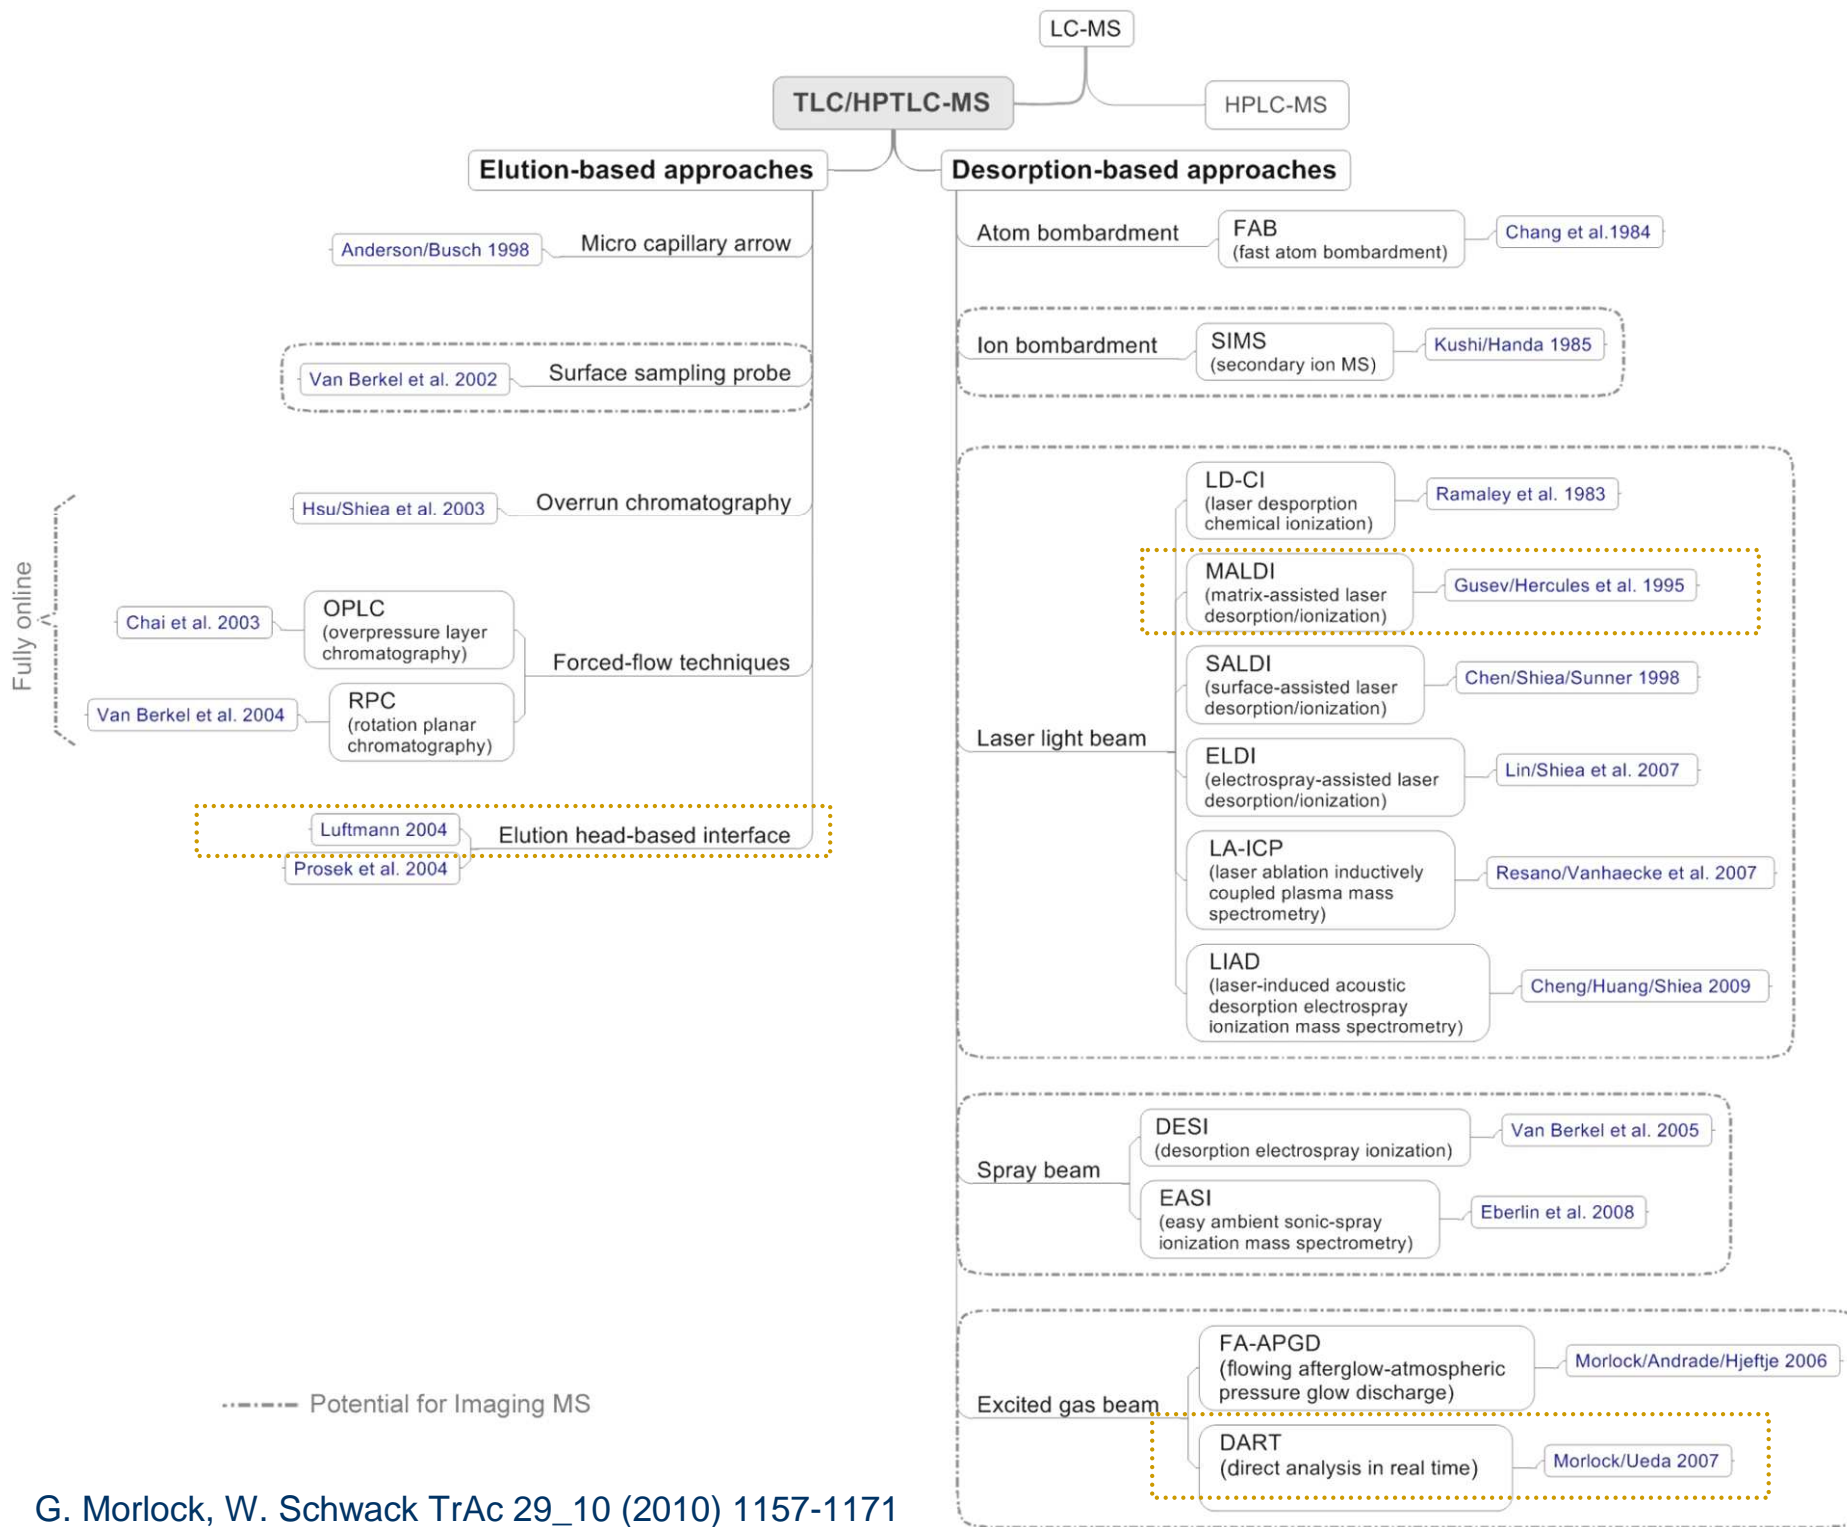 LC-MS
TLC/HPTLC-MS
HPLC-MS
Elution-based approaches
Desorption-based approaches
Micro capillary arrow
Anderson/Busch 1998
Surface sampling probe
Van Berkel et al. 2002
Overrun chromatography
Hsu/Shiea et al. 2003
Fully online
OPLC
(overpressure layer
chromatography)
Chai et al. 2003
Forced-flow techniques
RPC
(rotation planar
chromatography)
Van Berkel et al. 2004
Luftmann 2004
Elution head-based interface
Prosek et al. 2004
Atom bombardment
FAB
(fast atom bombardment)
Chang et al.1984
Ion bombardment
SIMS
(secondary ion MS)
Kushi/Handa 1985
Laser light beam
LD-CI
(laser desporption
chemical ionization)
Ramaley et al. 1983
MALDI
(matrix-assisted laser
desorption/ionization)
Gusev/Hercules et al. 1995
SALDI
(surface-assisted laser
desorption/ionization)
Chen/Shiea/Sunner 1998
ELDI
(electrospray-assisted laser
desorption/ionization)
Lin/Shiea et al. 2007
LA-ICP
(laser ablation inductively
coupled plasma mass
spectrometry)
Resano/Vanhaecke et al. 2007
LIAD
(laser-induced acoustic
desorption electrospray
ionization mass spectrometry)
Cheng/Huang/Shiea 2009
Spray beam
DESI
(desorption electrospray ionization)
Van Berkel et al. 2005
EASI
(easy ambient sonic-spray
ionization mass spectrometry)
Eberlin et al. 2008
Excited gas beam
FA-APGD
(flowing afterglow-atmospheric
pressure glow discharge)
Morlock/Andrade/Hjeftje 2006
DART
(direct analysis in real time)
Morlock/Ueda 2007
Potential for Imaging MS
G. Morlock, W. Schwack TrAc 29_10 (2010) 1157-1171